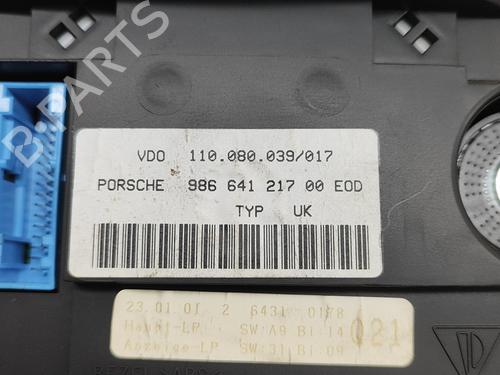 VDO 110.080.039/017
PORSCHE 986 641 217 00 EOD
TYP UK
23.01.01 2 6431 0178
Haupt-LP SW:A9 BI:14
Anzeige-LP SW:31 BI:09
021
B-PARTS